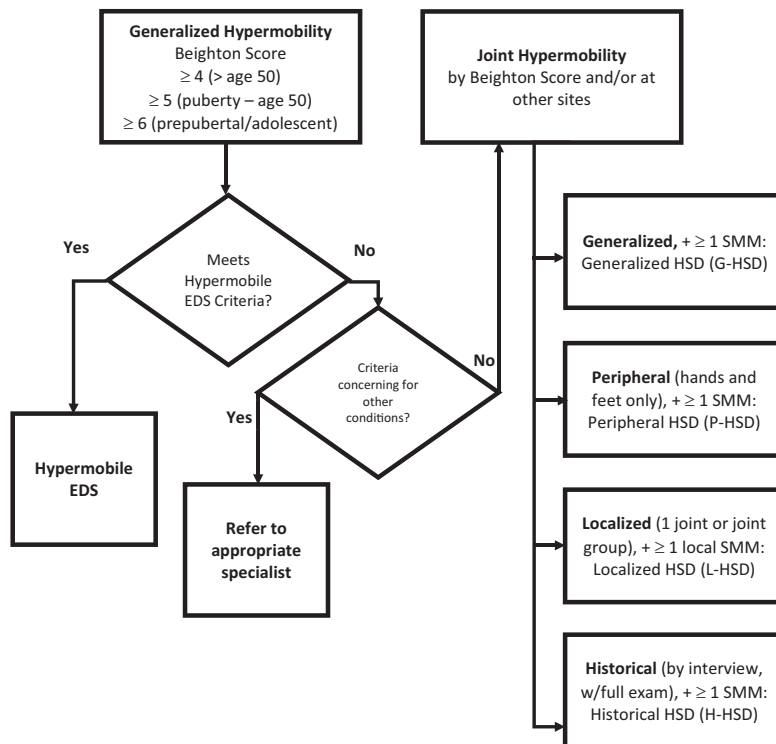 Generalized Hypermobility
Beighton Score
≥ 4 (> age 50)
≥ 5 (puberty – age 50)
≥ 6 (prepubertal/adolescent)
Joint Hypermobility
by Beighton Score and/or at
other sites
Yes
Meets
Hypermobile
EDS Criteria?
No
Hypermobile
EDS
Criteria
concerning for
other
conditions?
Yes
No
Refer to
appropriate
specialist
Generalized, + ≥ 1 SMM:
Generalized HSD (G-HSD)
Peripheral (hands and
feet only), + ≥ 1 SMM:
Peripheral HSD (P-HSD)
Localized (1 joint or joint
group), + ≥ 1 local SMM:
Localized HSD (L-HSD)
Historical (by interview,
w/full exam), + ≥ 1 SMM:
Historical HSD (H-HSD)